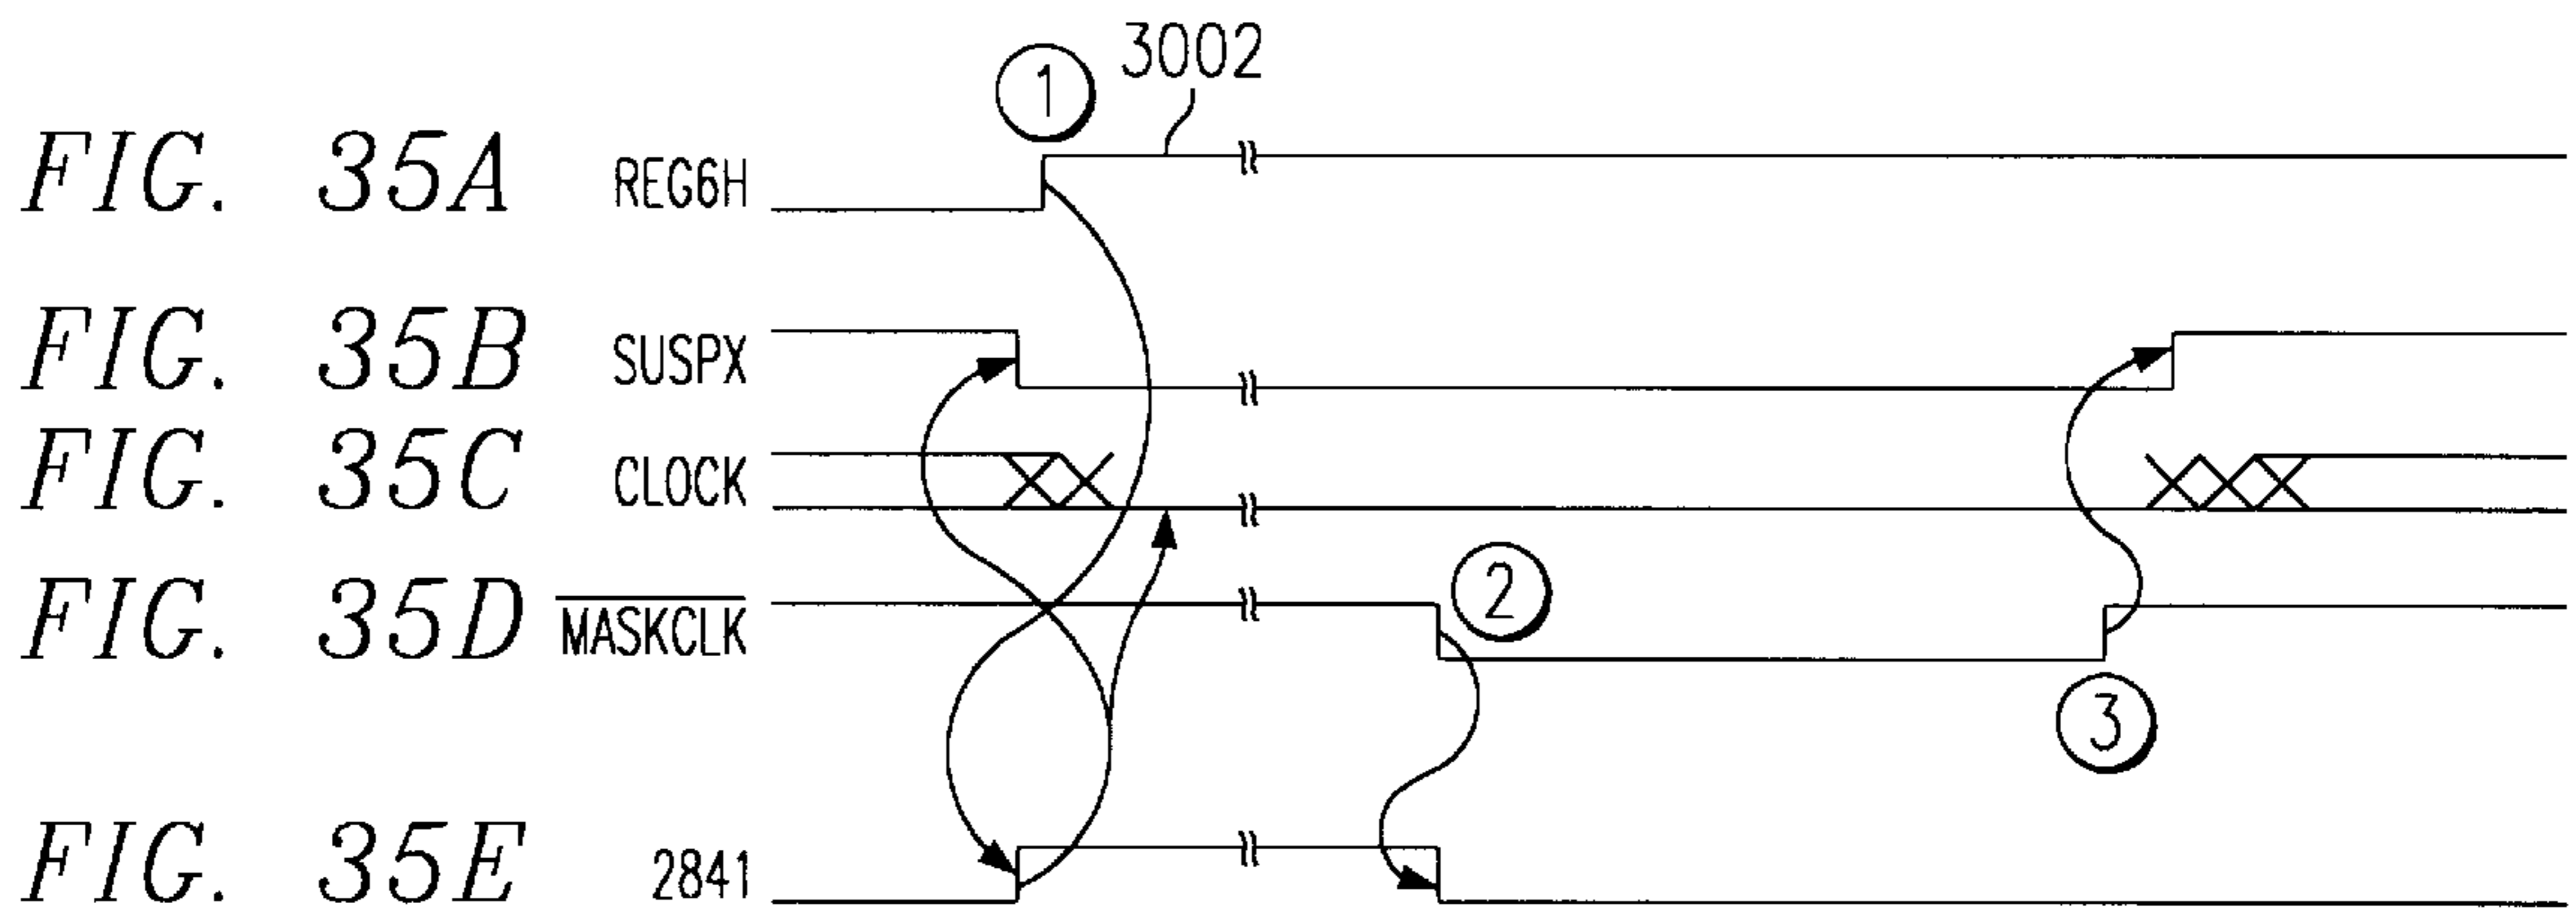 1 3002
FIG. 35A REG6H
FIG. 35B SUSPX
FIG. 35C CLOCK
2
FIG. 35D MASKCLK
3
FIG. 35E 2841